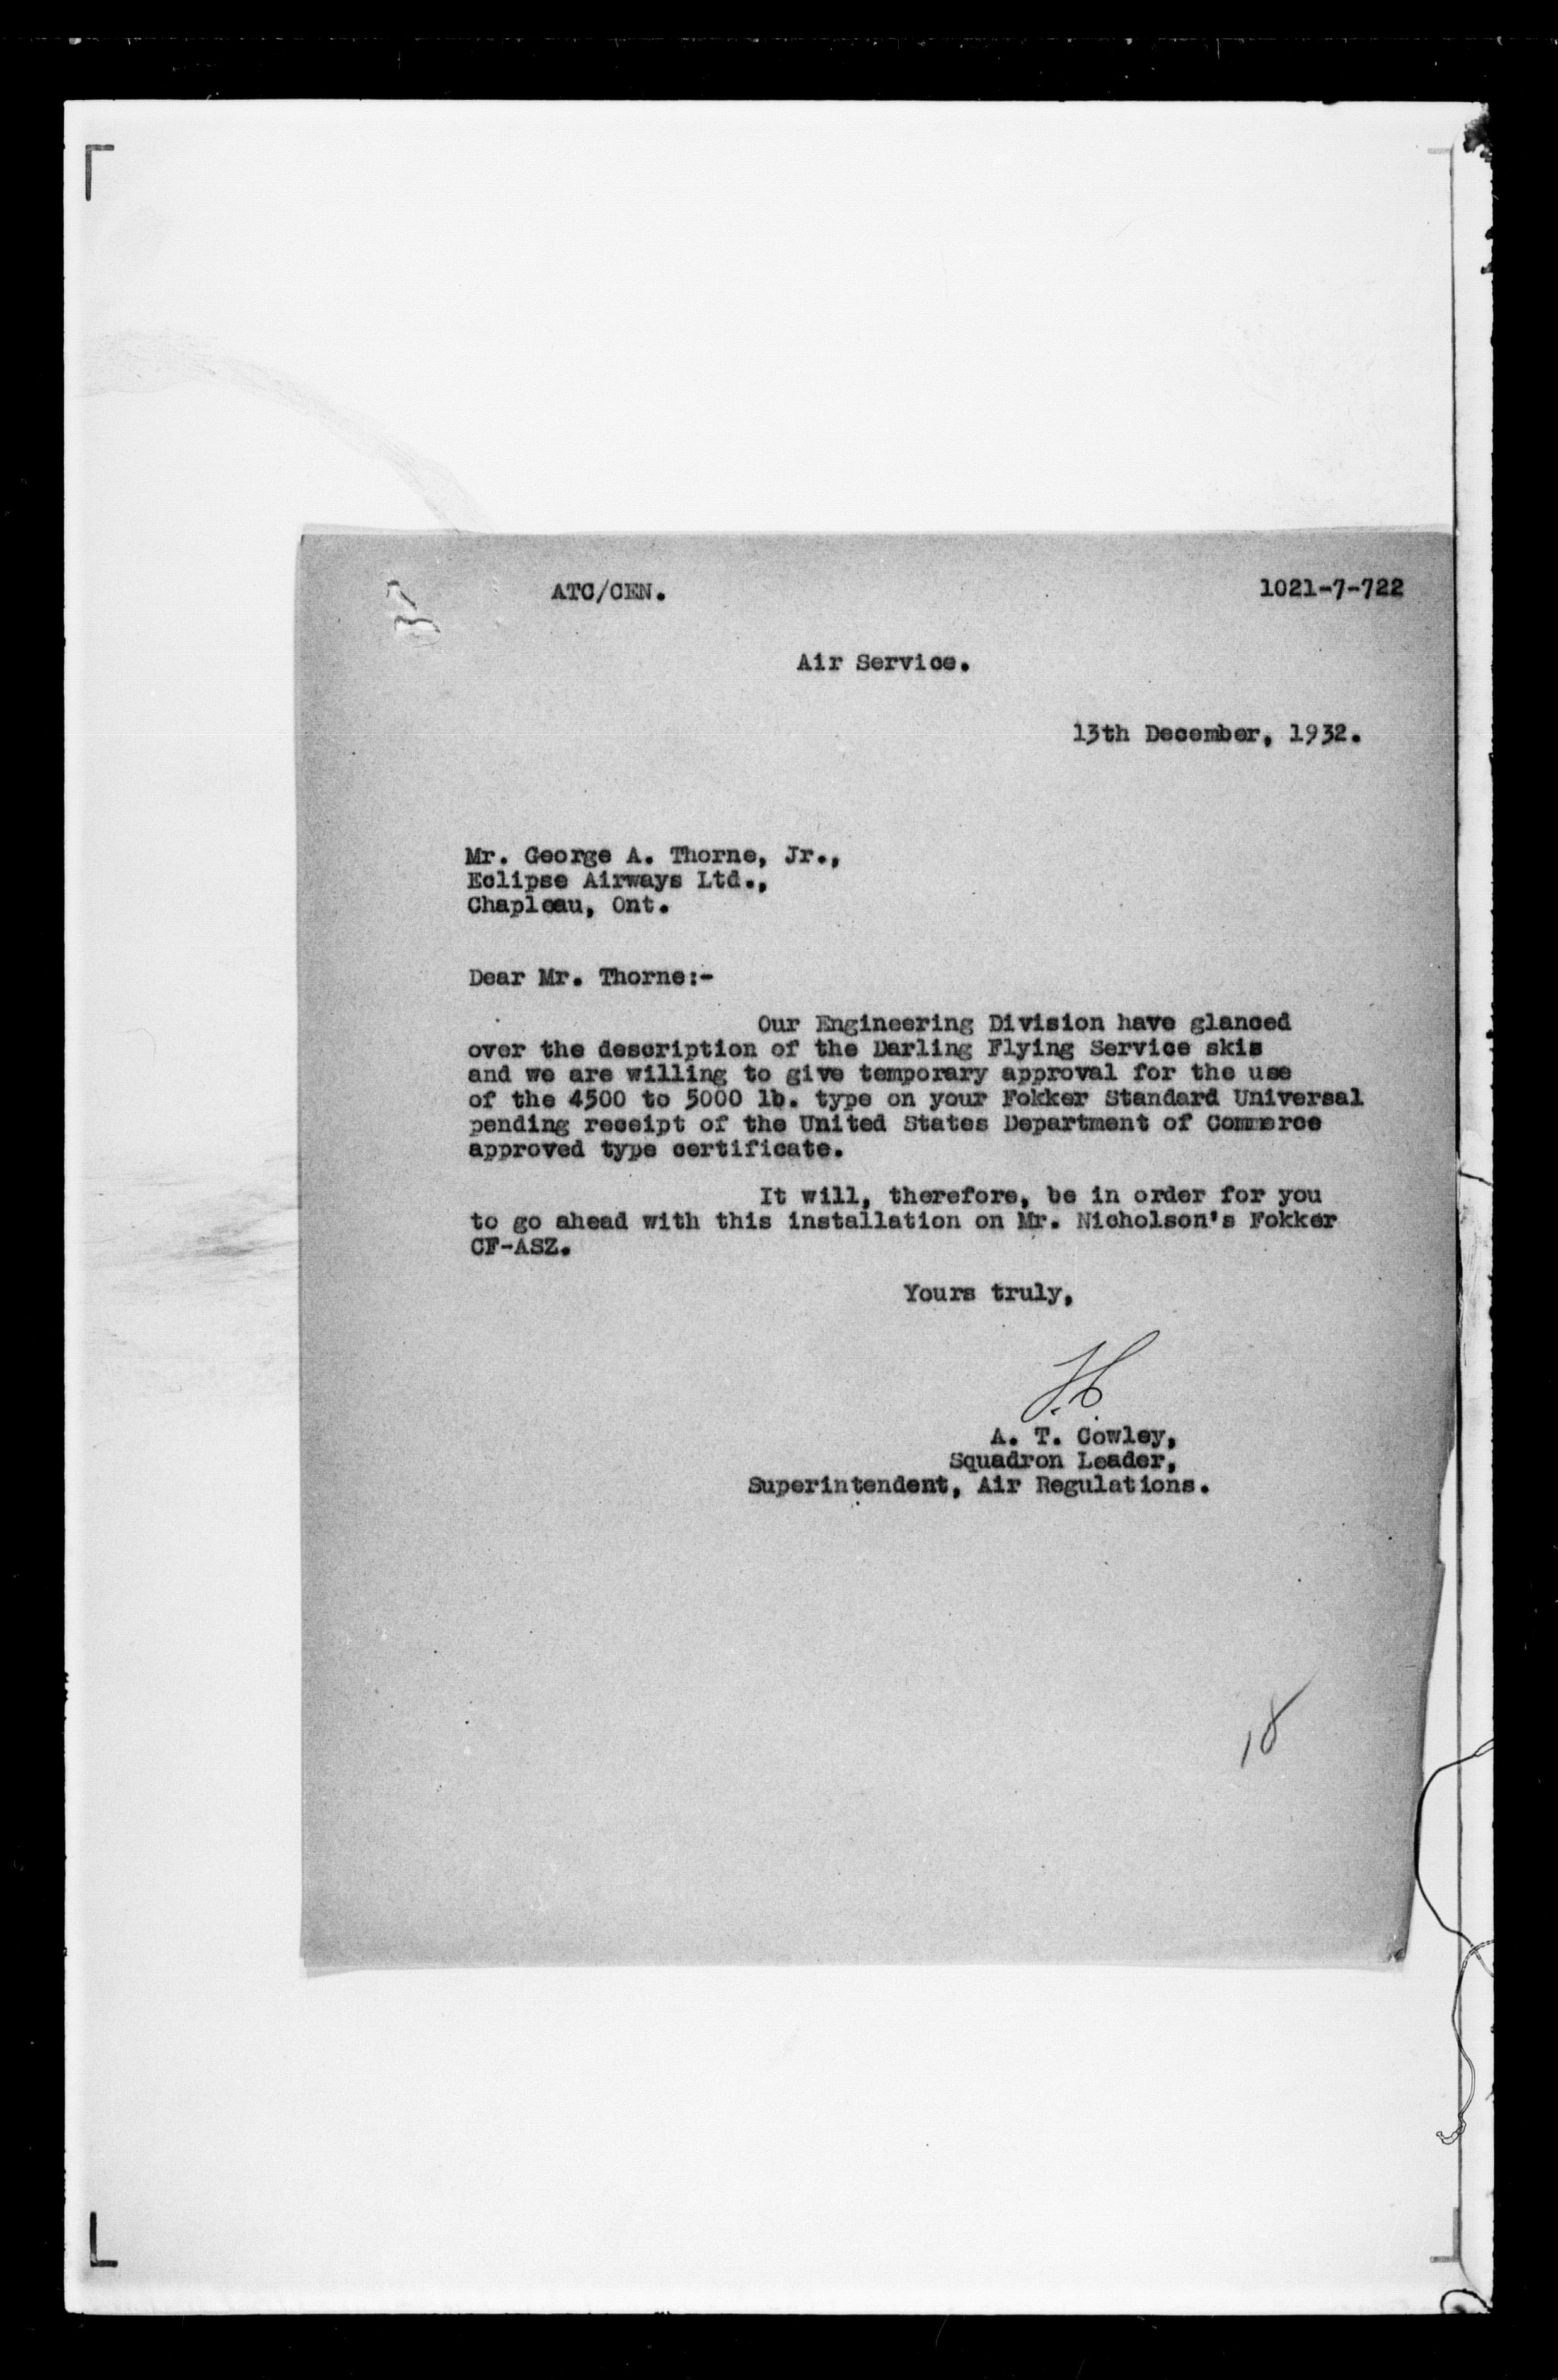 ATC/CEN. 1021-7-722
Air Service.
13th December, 1932.
Mr. George A. Thorne, Jr.,
Eclipse Airways Ltd.,
Chapleau, Ont.
Dear Mr. Thorne:-
Our Engineering Division have glanced
over the description of the Darling Flying Service skis
and we are willing to give temporary approval for the use
of the 4500 to 5000 lb. type on your Fokker Standard Universal
pending receipt of the United States Department of Commerce
approved type certificate.
It will, therefore, be in order for you
to go ahead with this installation on Mr. Nicholson's Fokker
CF-ASZ.
Yours truly,
A. T. Cowley,
Squadron Leader,
Superintendent, Air Regulations.
18